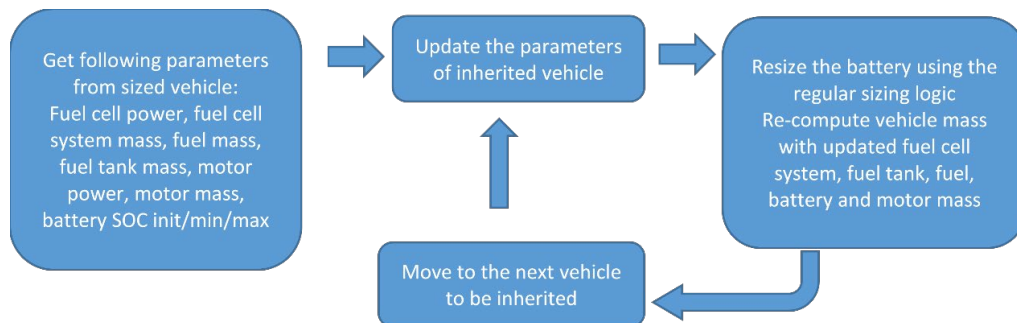 Get following parameters
from sized vehicle:
Fuel cell power, fuel cell
system mass, fuel mass,
fuel tank mass, motor
power, motor mass,
battery SOC init/min/max
Update the parameters
of inherited vehicle
Resize the battery using the
regular sizing logic
Re-compute vehicle mass
with updated fuel cell
system, fuel tank, fuel,
battery and motor mass
Move to the next vehicle
to be inherited